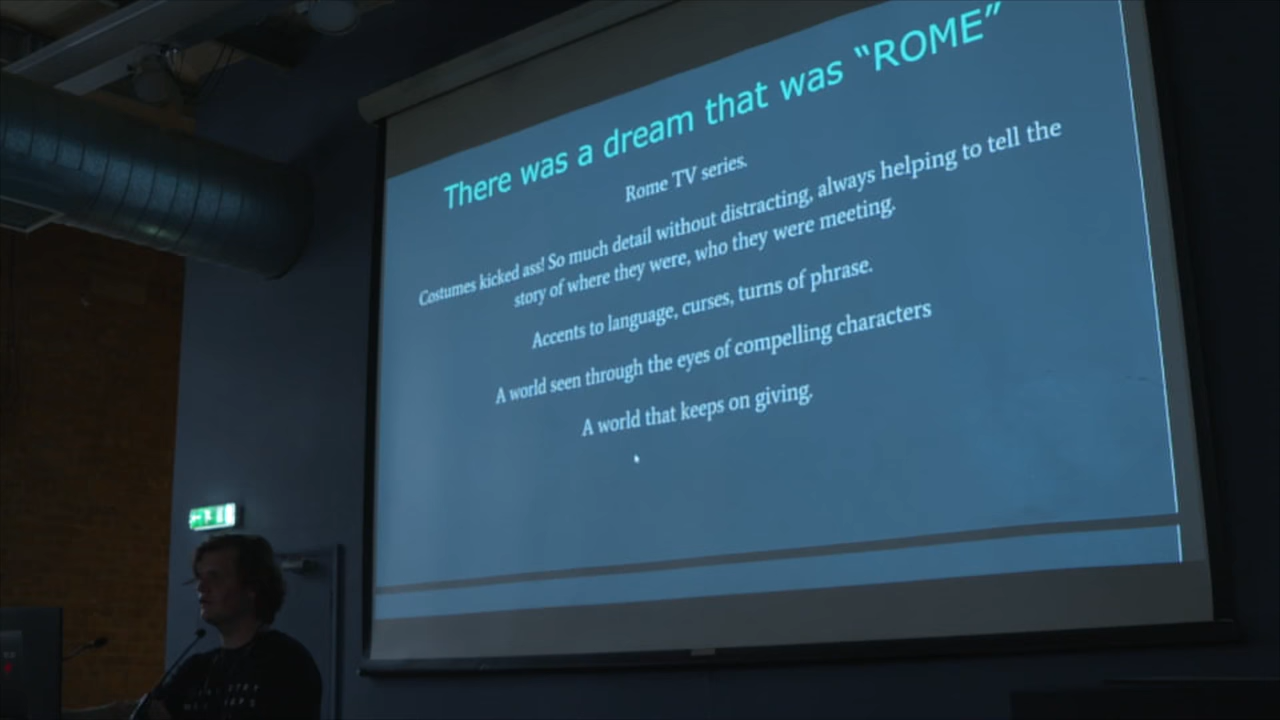 There was a dream that was “ROME”
Rome TV series.
Costumes kicked ass! So much detail without distracting, always helping to tell the
story of where they were, who they were meeting.
Accents to language, curses, turns of phrase.
A world seen through the eyes of compelling characters
A world that keeps on giving.